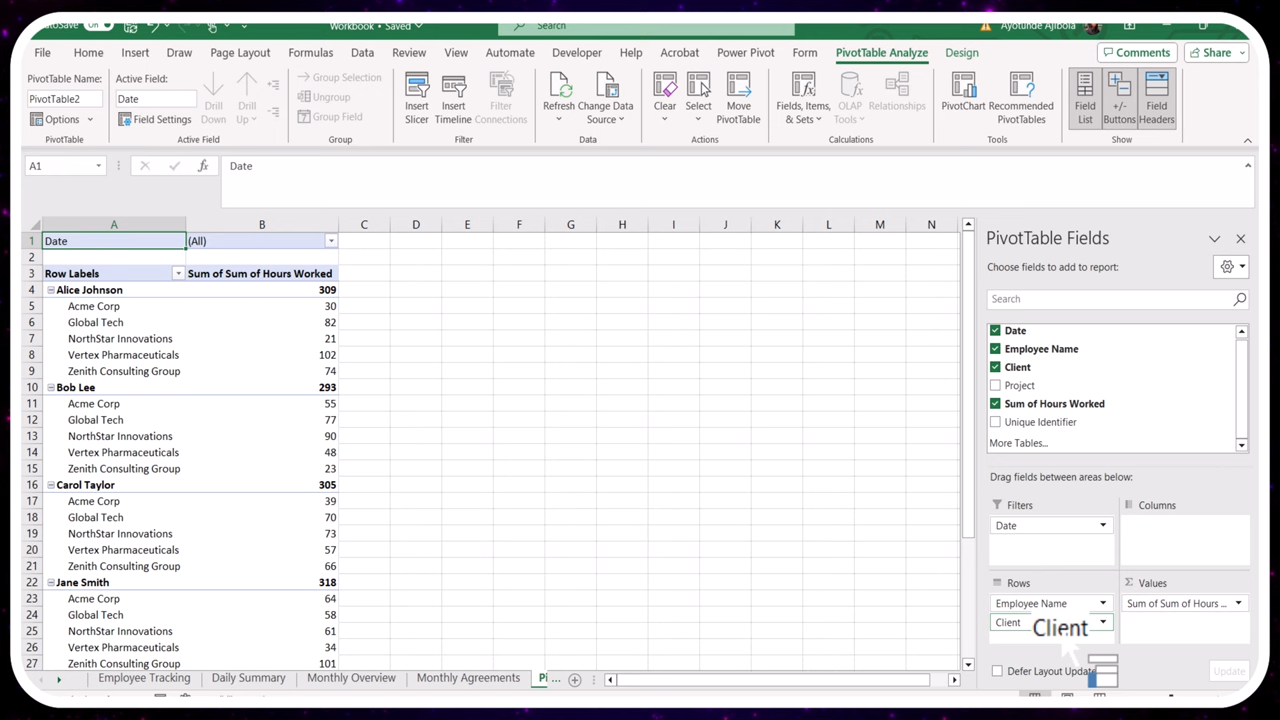 AutoSave On Workbook • Saved Search Ayotunde Ajibola
File Home Insert Draw Page Layout Formulas Data Review View Automate Developer Help Acrobat Power Pivot Form PivotTable Analyze Design Comments Share
PivotTable Name: Active Field:
PivotTable2 Date
Options Field Settings
Drill Down Drill Up
Group Selection
Ungroup
Group Field
Insert Slicer Insert Timeline Filter Connections
Refresh Change Data Source
Clear Select Move PivotTable
Fields, Items, & Sets OLAP Tools Relationships
PivotChart Recommended PivotTables
Field List +/- Buttons Field Headers
PivotTable Active Field Group Filter Data Actions Calculations Tools Show
A1 fx Date
A B C D E F G H I J K L M N
1 Date (All)
2
3 Row Labels Sum of Sum of Hours Worked
4 Alice Johnson 309
5 Acme Corp 30
6 Global Tech 82
7 NorthStar Innovations 21
8 Vertex Pharmaceuticals 102
9 Zenith Consulting Group 74
10 Bob Lee 293
11 Acme Corp 55
12 Global Tech 77
13 NorthStar Innovations 90
14 Vertex Pharmaceuticals 48
15 Zenith Consulting Group 23
16 Carol Taylor 305
17 Acme Corp 39
18 Global Tech 70
19 NorthStar Innovations 73
20 Vertex Pharmaceuticals 57
21 Zenith Consulting Group 66
22 Jane Smith 318
23 Acme Corp 64
24 Global Tech 58
25 NorthStar Innovations 61
26 Vertex Pharmaceuticals 34
27 Zenith Consulting Group 101
Employee Tracking Daily Summary Monthly Overview Monthly Agreements Pi ...
PivotTable Fields
Choose fields to add to report:
Search
Date
Employee Name
Client
Project
Sum of Hours Worked
Unique Identifier
More Tables...
Drag fields between areas below:
Filters Columns
Date
Rows Σ Values
Employee Name Sum of Sum of Hours ...
Client Client
Defer Layout Update Update